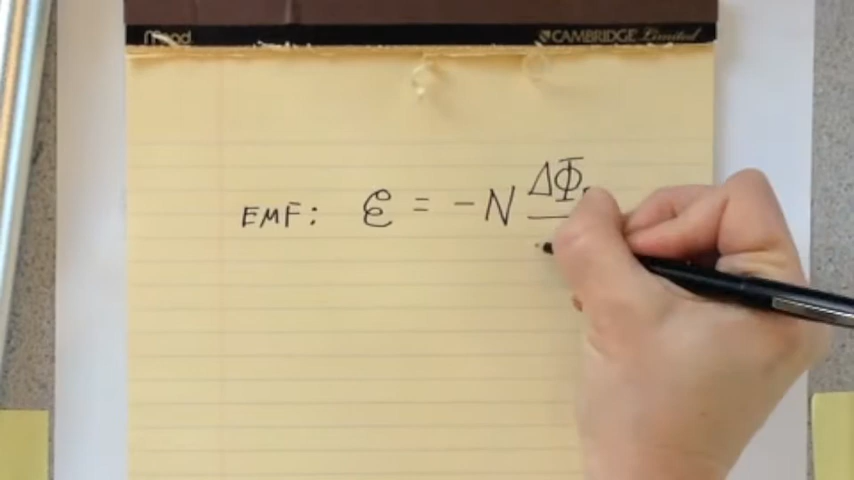 Mead CAMBRIDGE Limited
EMF: ℰ = -N ΔΦ